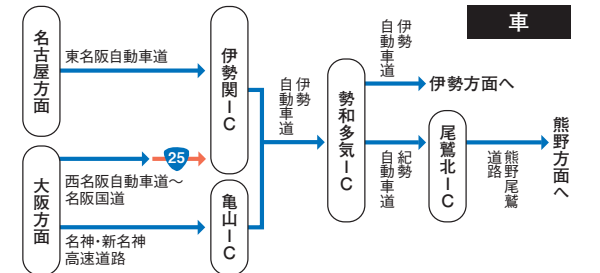 車
名古屋方面
東名阪自動車道
伊勢関IC
伊勢
自動車道
勢和多気IC
伊勢
自動車道
伊勢方面へ
紀勢
自動車道
尾鷲北IC
熊野尾鷲
道路
熊野方面へ
大阪方面
25
西名阪自動車道～
名阪国道
名神・新名神
高速道路
亀山IC